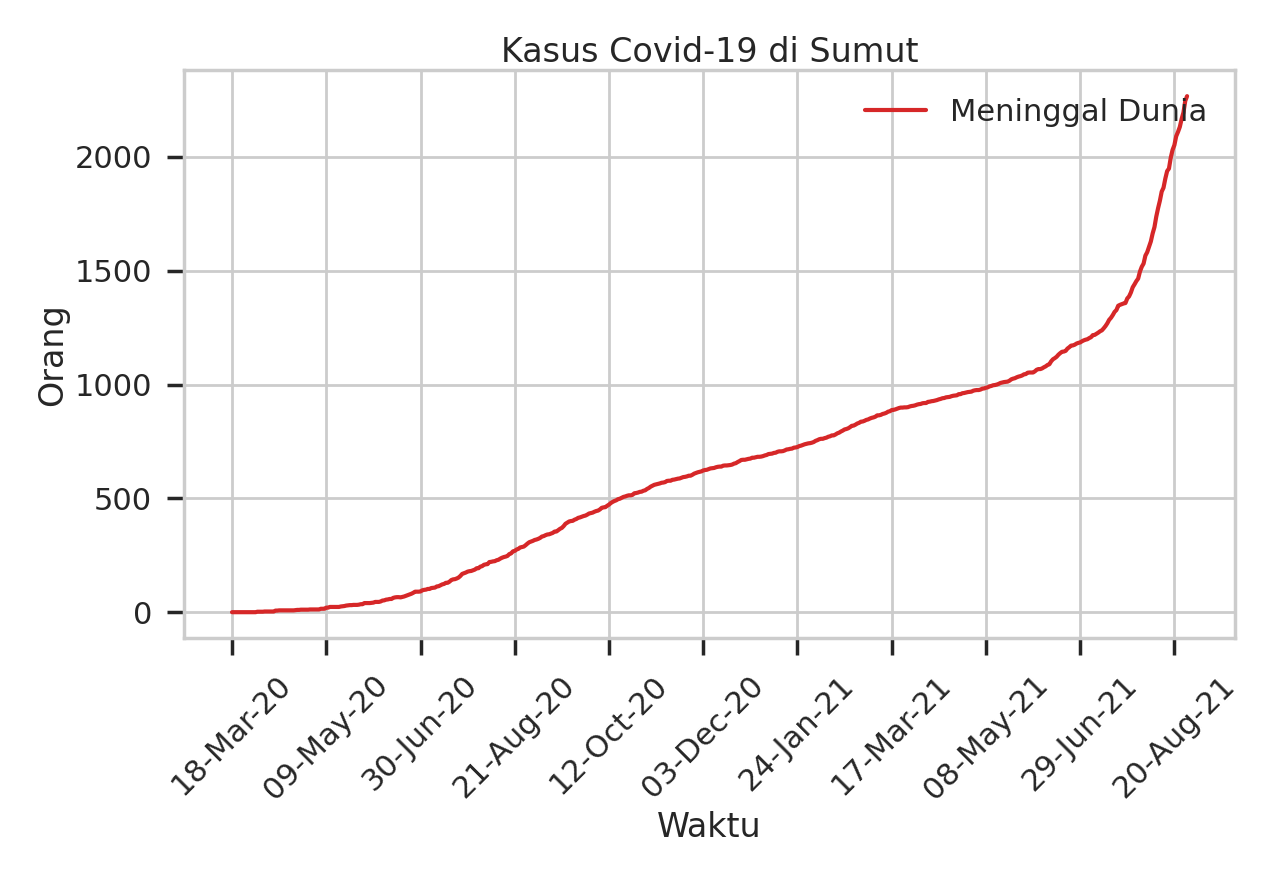 Kasus Covid-19 di Sumut
Meninggal Dunia
2000
1500
1000
500
0
Orang
18-Mar-20
09-May-20
30-Jun-20
21-Aug-20
12-Oct-20
03-Dec-20
24-Jan-21
17-Mar-21
08-May-21
29-Jun-21
20-Aug-21
Waktu